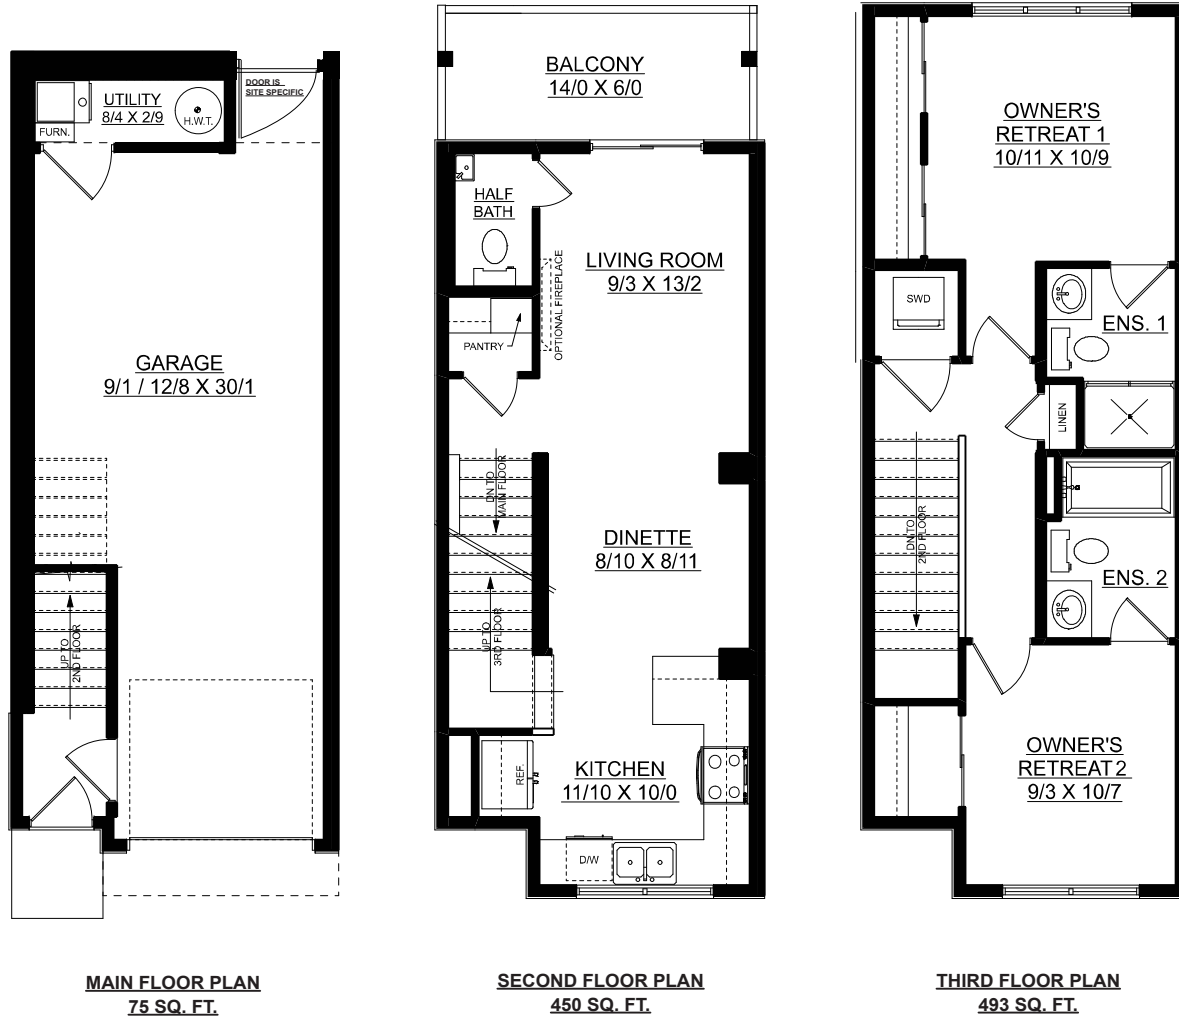 DOOR IS
SITE SPECIFIC
UTILITY
8/4 X 2/9
H.W.T.
FURN.
GARAGE
9/1 / 12/8 X 30/1
UP TO
2ND FLOOR
MAIN FLOOR PLAN
75 SQ. FT.
BALCONY
14/0 X 6/0
HALF
BATH
LIVING ROOM
9/3 X 13/2
OPTIONAL FIREPLACE
PANTRY
DN TO
MAIN FLOOR
DINETTE
8/10 X 8/11
UP TO
3RD FLOOR
REF.
KITCHEN
11/10 X 10/0
D/W
SECOND FLOOR PLAN
450 SQ. FT.
OWNER'S
RETREAT 1
10/11 X 10/9
SWD
ENS. 1
LINEN
DN TO
2ND FLOOR
ENS. 2
OWNER'S
RETREAT 2
9/3 X 10/7
THIRD FLOOR PLAN
493 SQ. FT.